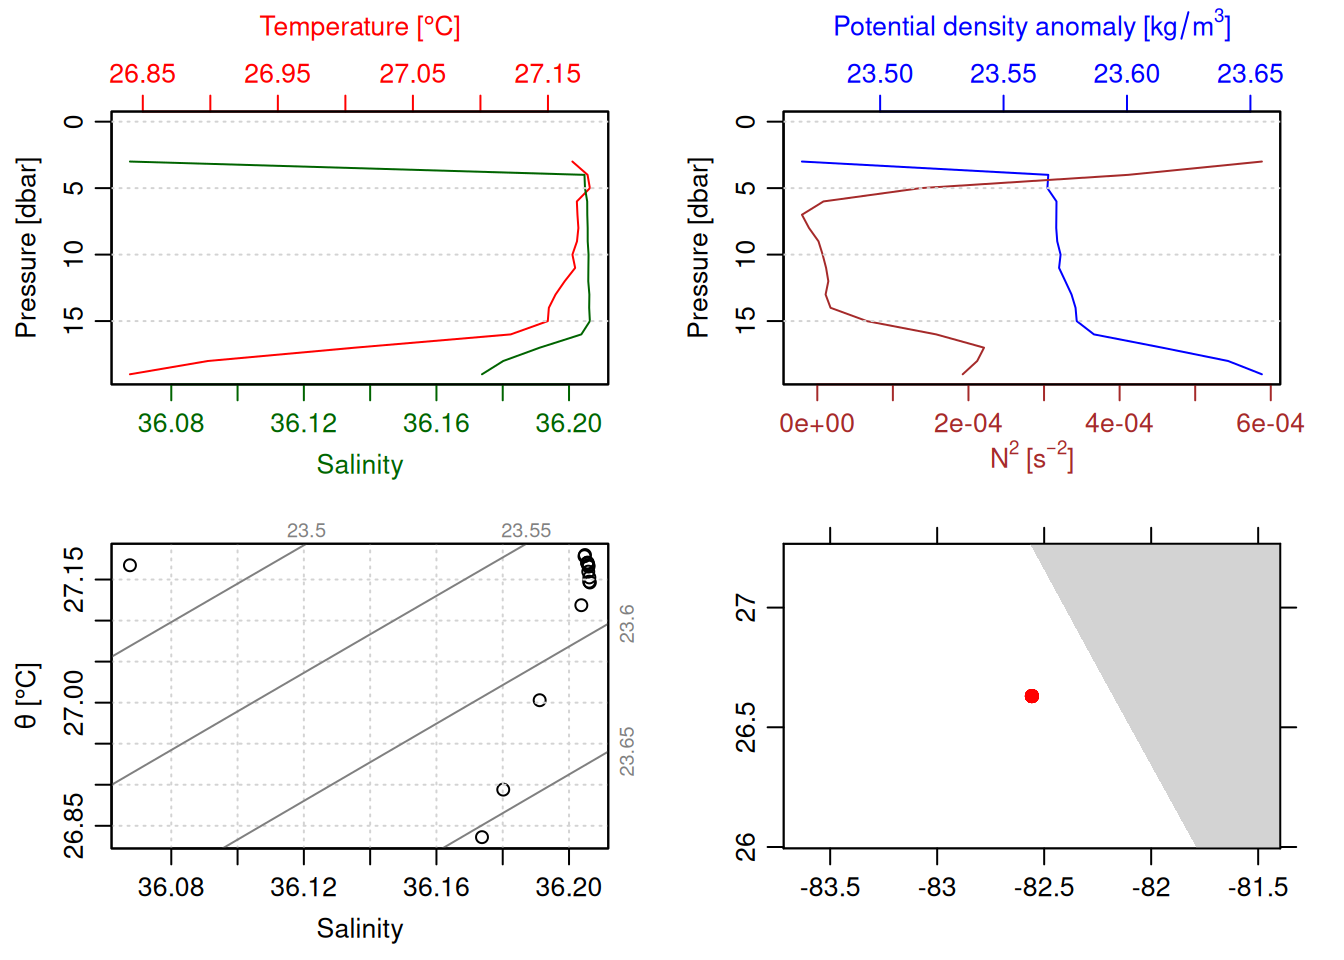 Temperature [°C]
26.85 26.95 27.05 27.15
Pressure [dbar]
0 5 10 15
36.08 36.12 36.16 36.20
Salinity
Potential density anomaly [kg/m³]
23.50 23.55 23.60 23.65
Pressure [dbar]
0 5 10 15
0e+00 2e-04 4e-04 6e-04
N² [s⁻²]
23.5 23.55
23.6
23.65
θ [°C]
27.15 27.00 26.85
36.08 36.12 36.16 36.20
Salinity
27 26.5 26
-83.5 -83 -82.5 -82 -81.5